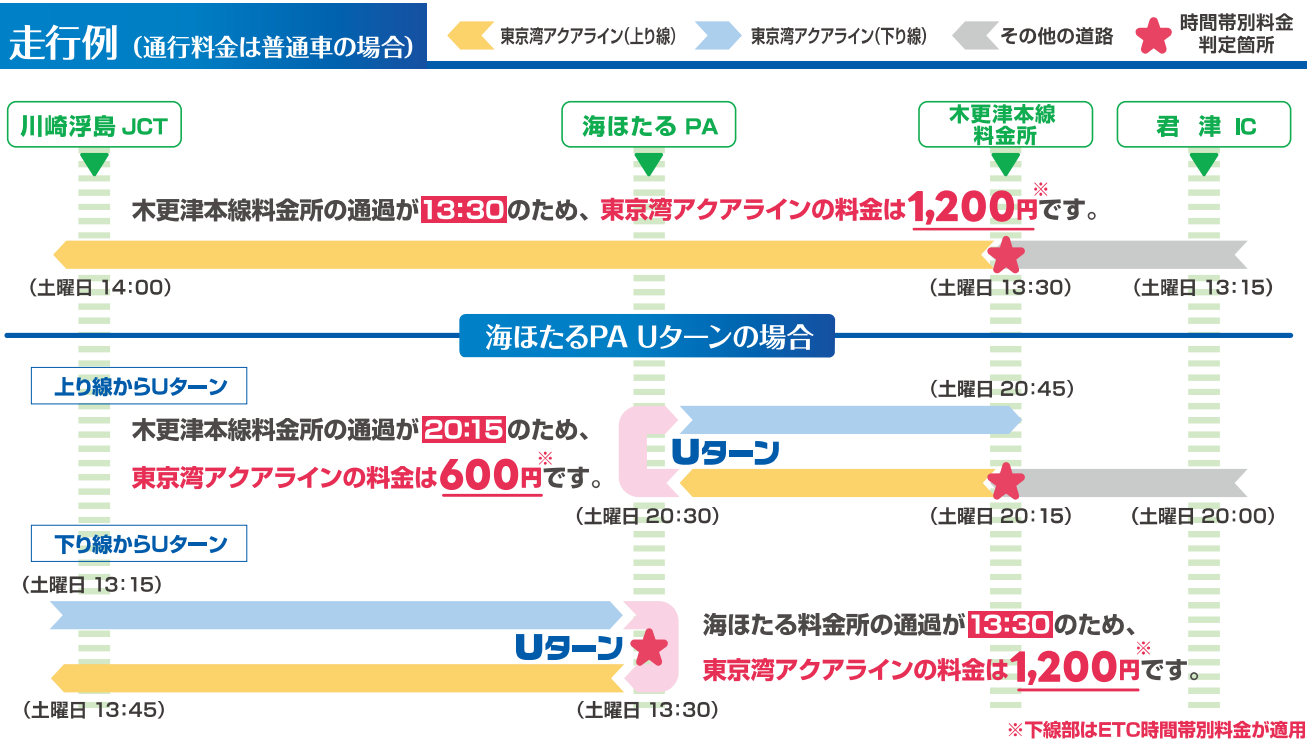 走行例（通行料金は普通車の場合）
東京湾アクアライン（上り線）
東京湾アクアライン（下り線）
その他の道路
時間帯別料金
判定箇所
川崎浮島 JCT
海ほたる PA
木更津本線
料金所
君 津 IC
木更津本線料金所の通過が13:30のため、東京湾アクアラインの料金は1,200円※です。
（土曜日 14:00）
（土曜日 13:30）
（土曜日 13:15）
海ほたるPA Uターンの場合
上り線からUターン
（土曜日 20:45）
木更津本線料金所の通過が20:15のため、
Uターン
東京湾アクアラインの料金は600円※です。
（土曜日 20:30）
（土曜日 20:15）
（土曜日 20:00）
下り線からUターン
（土曜日 13:15）
海ほたる料金所の通過が13:30のため、
Uターン
東京湾アクアラインの料金は1,200円※です。
（土曜日 13:45）
（土曜日 13:30）
※下線部はETC時間帯別料金が適用